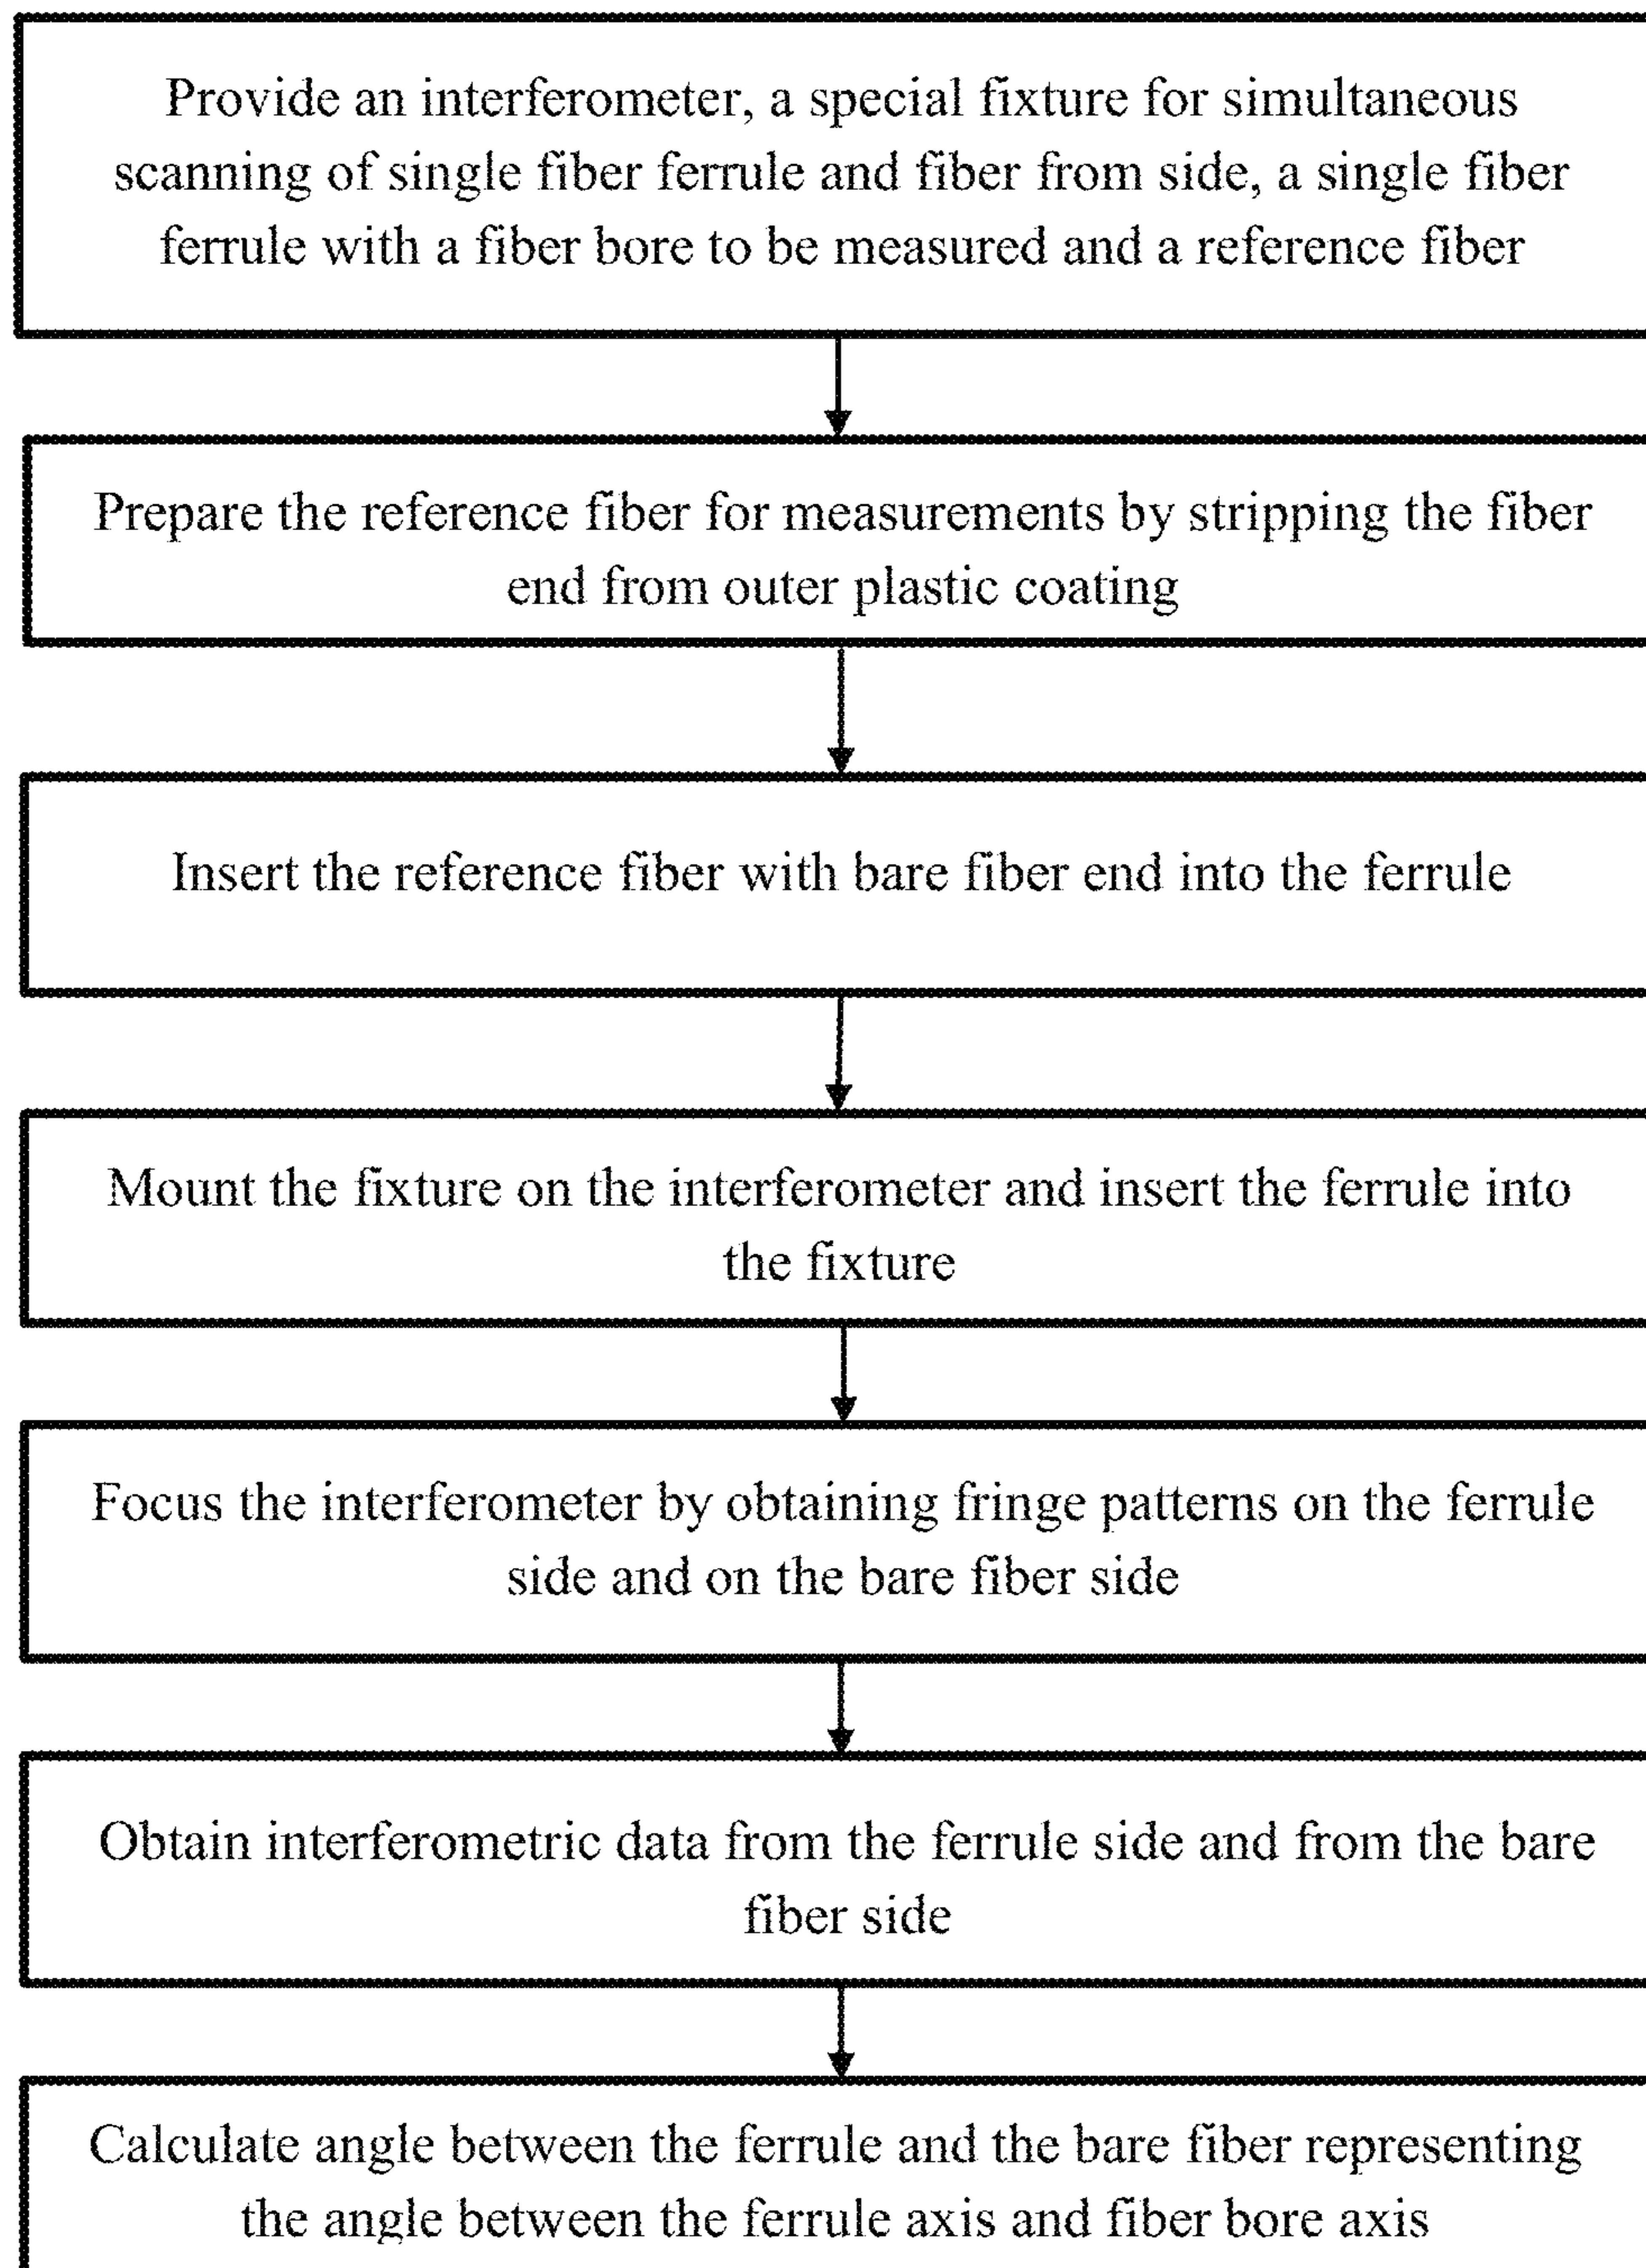 Provide an interferometer, a special fixture for simultaneous
scanning of single fiber ferrule and fiber from side, a single fiber
ferrule with a fiber bore to be measured and a reference fiber
Prepare the reference fiber for measurements by stripping the fiber
end from outer plastic coating
Insert the reference fiber with bare fiber end into the ferrule
Mount the fixture on the interferometer and insert the ferrule into
the fixture
Focus the interferometer by obtaining fringe patterns on the ferrule
side and on the bare fiber side
Obtain interferometric data from the ferrule side and from the bare
fiber side
Calculate angle between the ferrule and the bare fiber representing
the angle between the ferrule axis and fiber bore axis